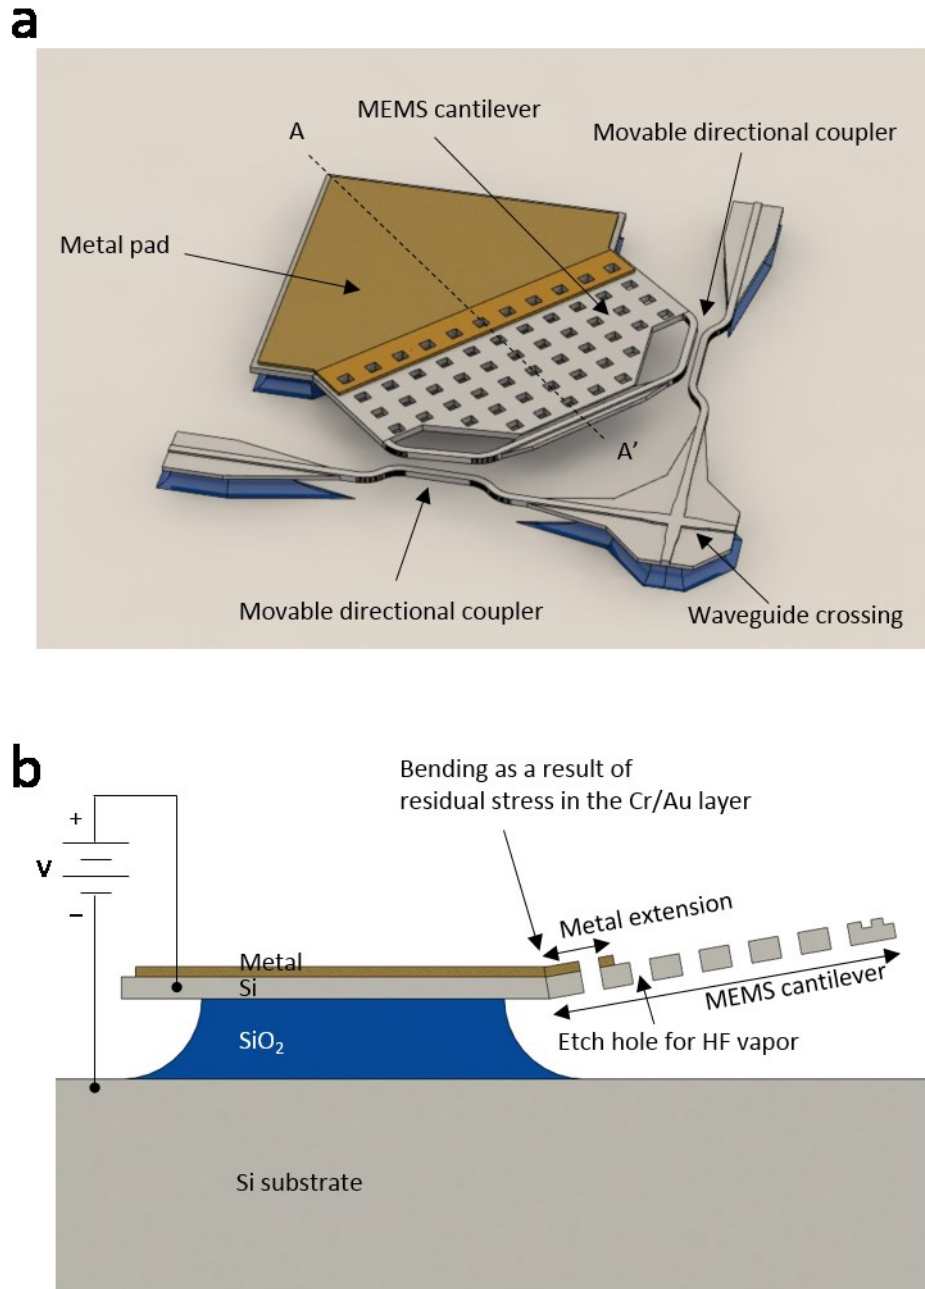 a
MEMS cantilever
A
Movable directional coupler
Metal pad
A’
Movable directional coupler
Waveguide crossing
b
Bending as a result of
residual stress in the Cr/Au layer
+
V
−
Metal extension
Metal
Si
MEMS cantilever
SiO₂
Etch hole for HF vapor
Si substrate